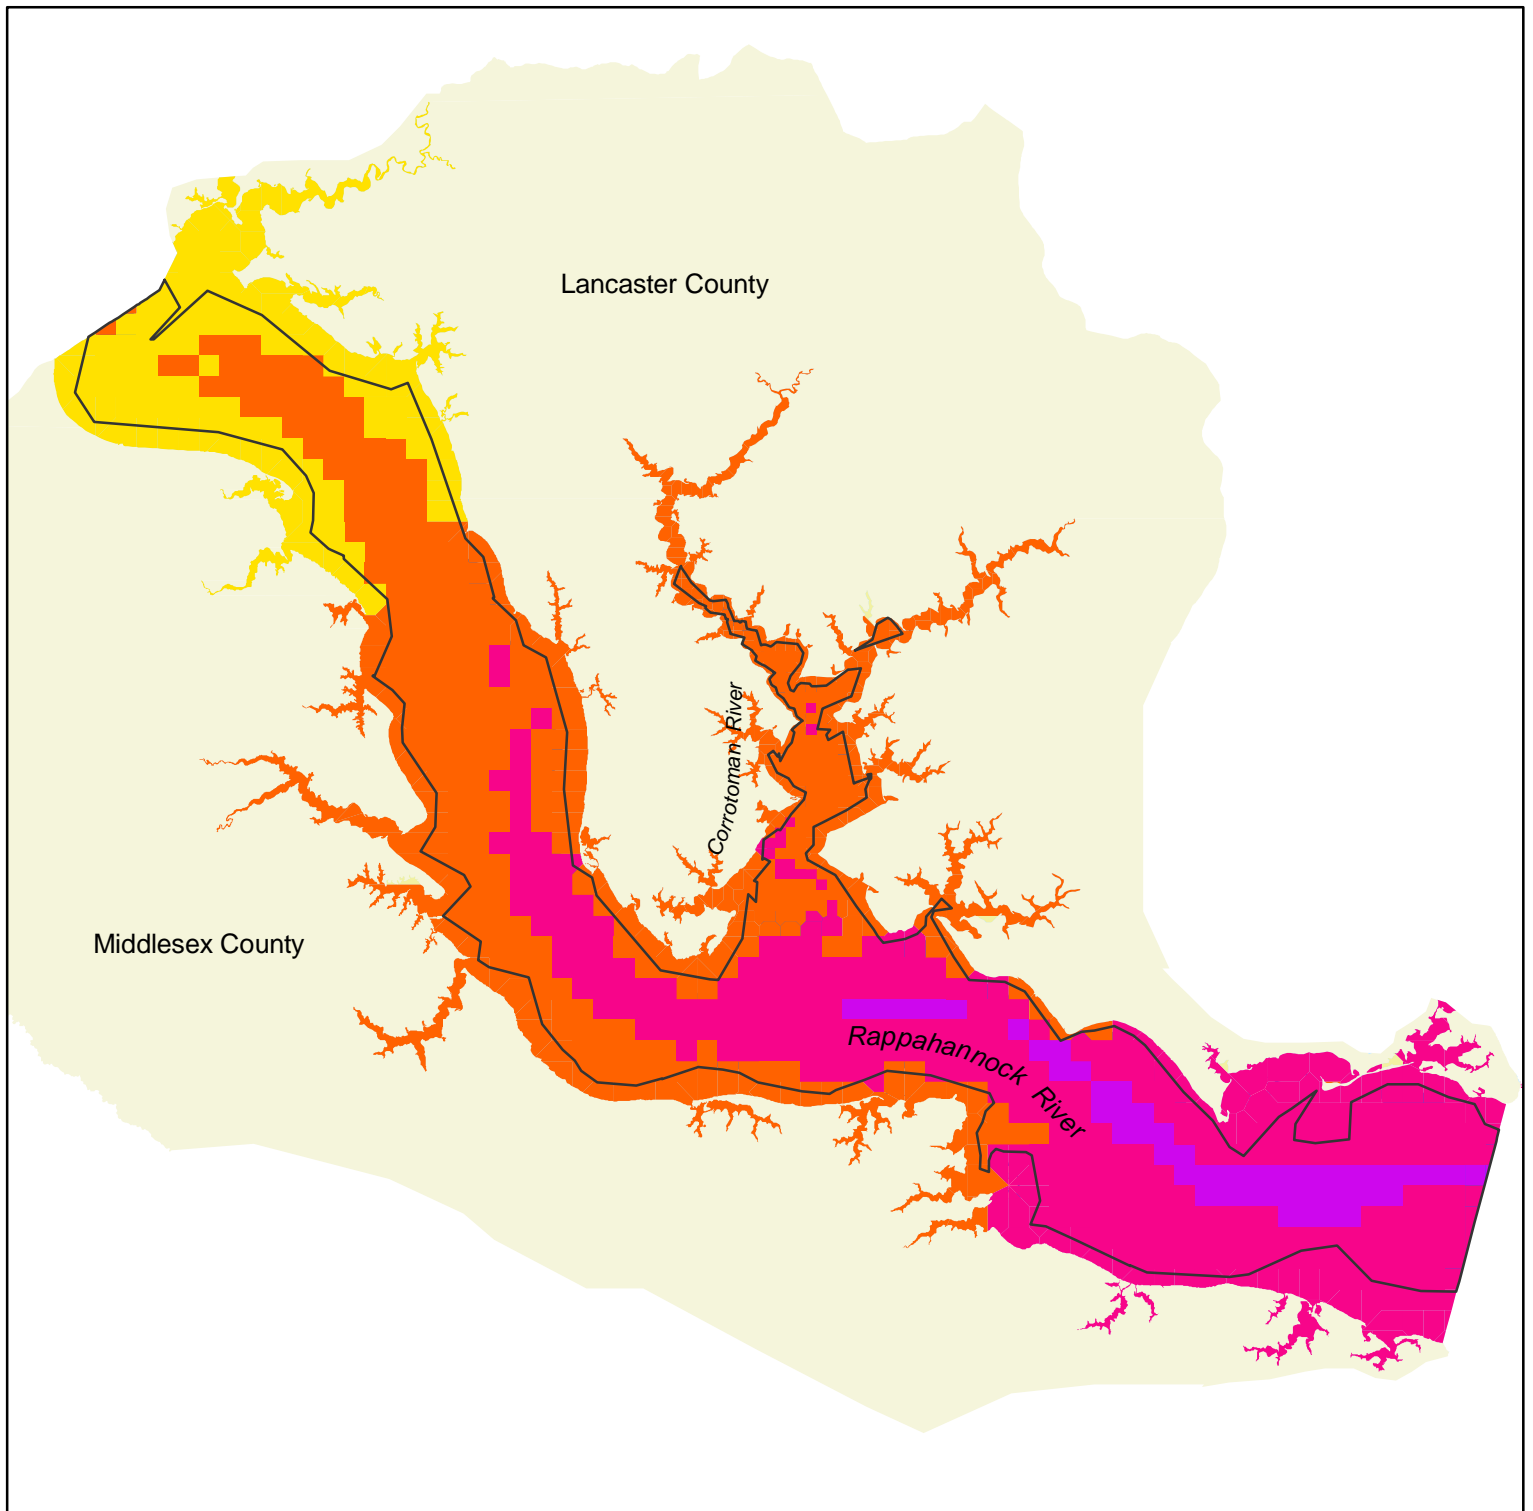 Lancaster County
Corrotoman River
Middlesex County
Rappahannock River